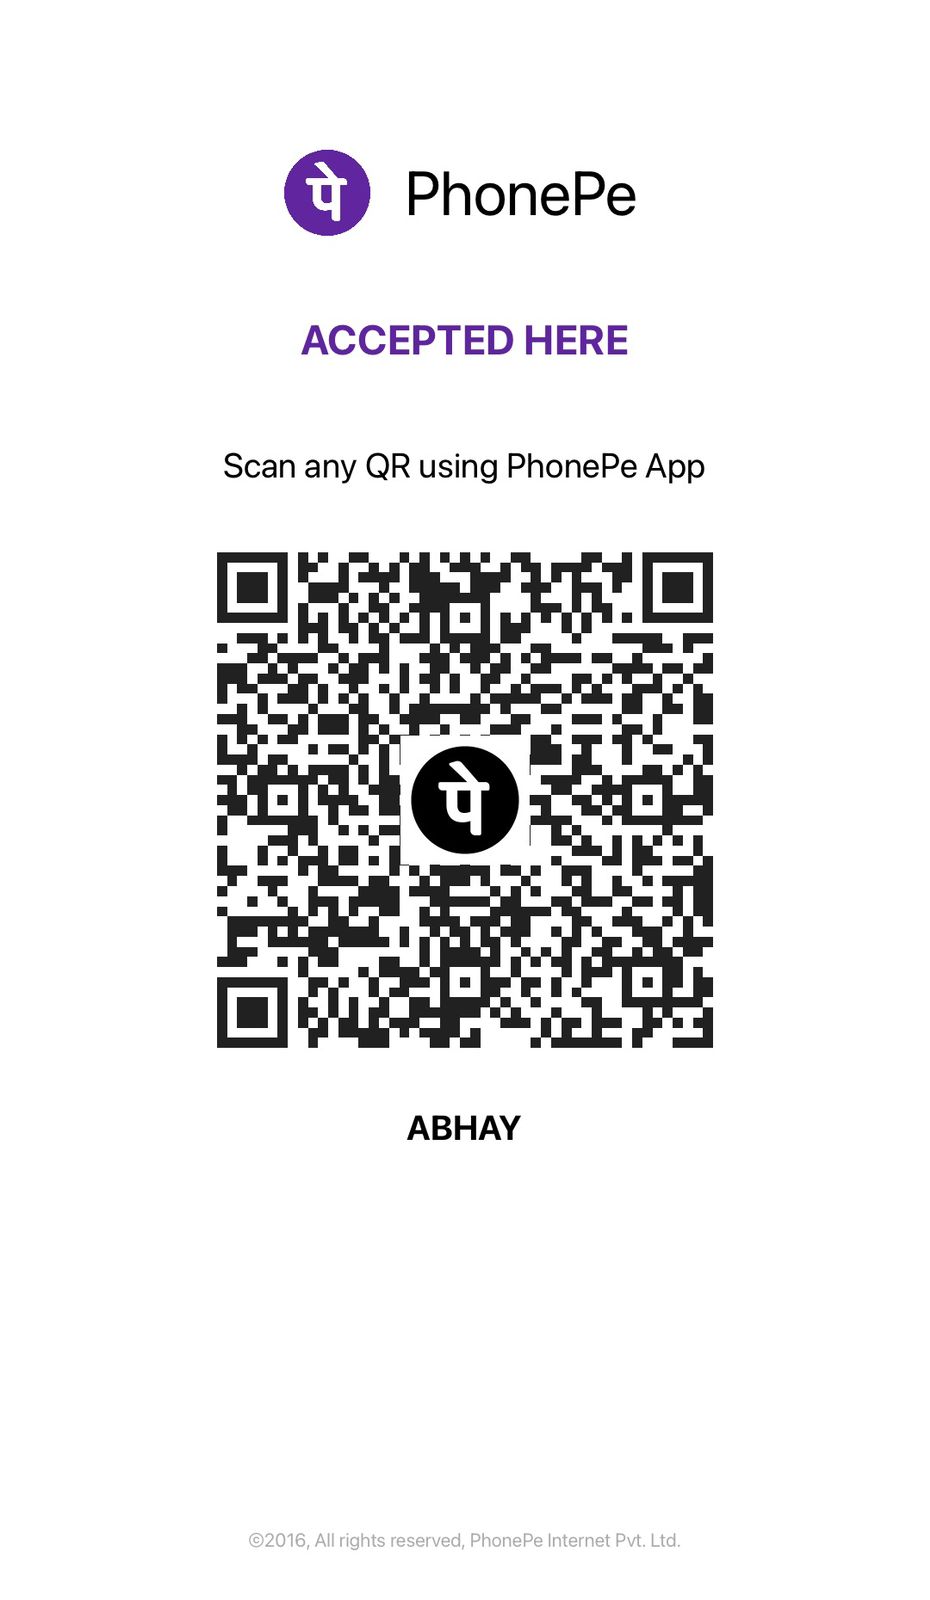 पे PhonePe
ACCEPTED HERE
Scan any QR using PhonePe App
पे
ABHAY
©2016, All rights reserved, PhonePe Internet Pvt. Ltd.